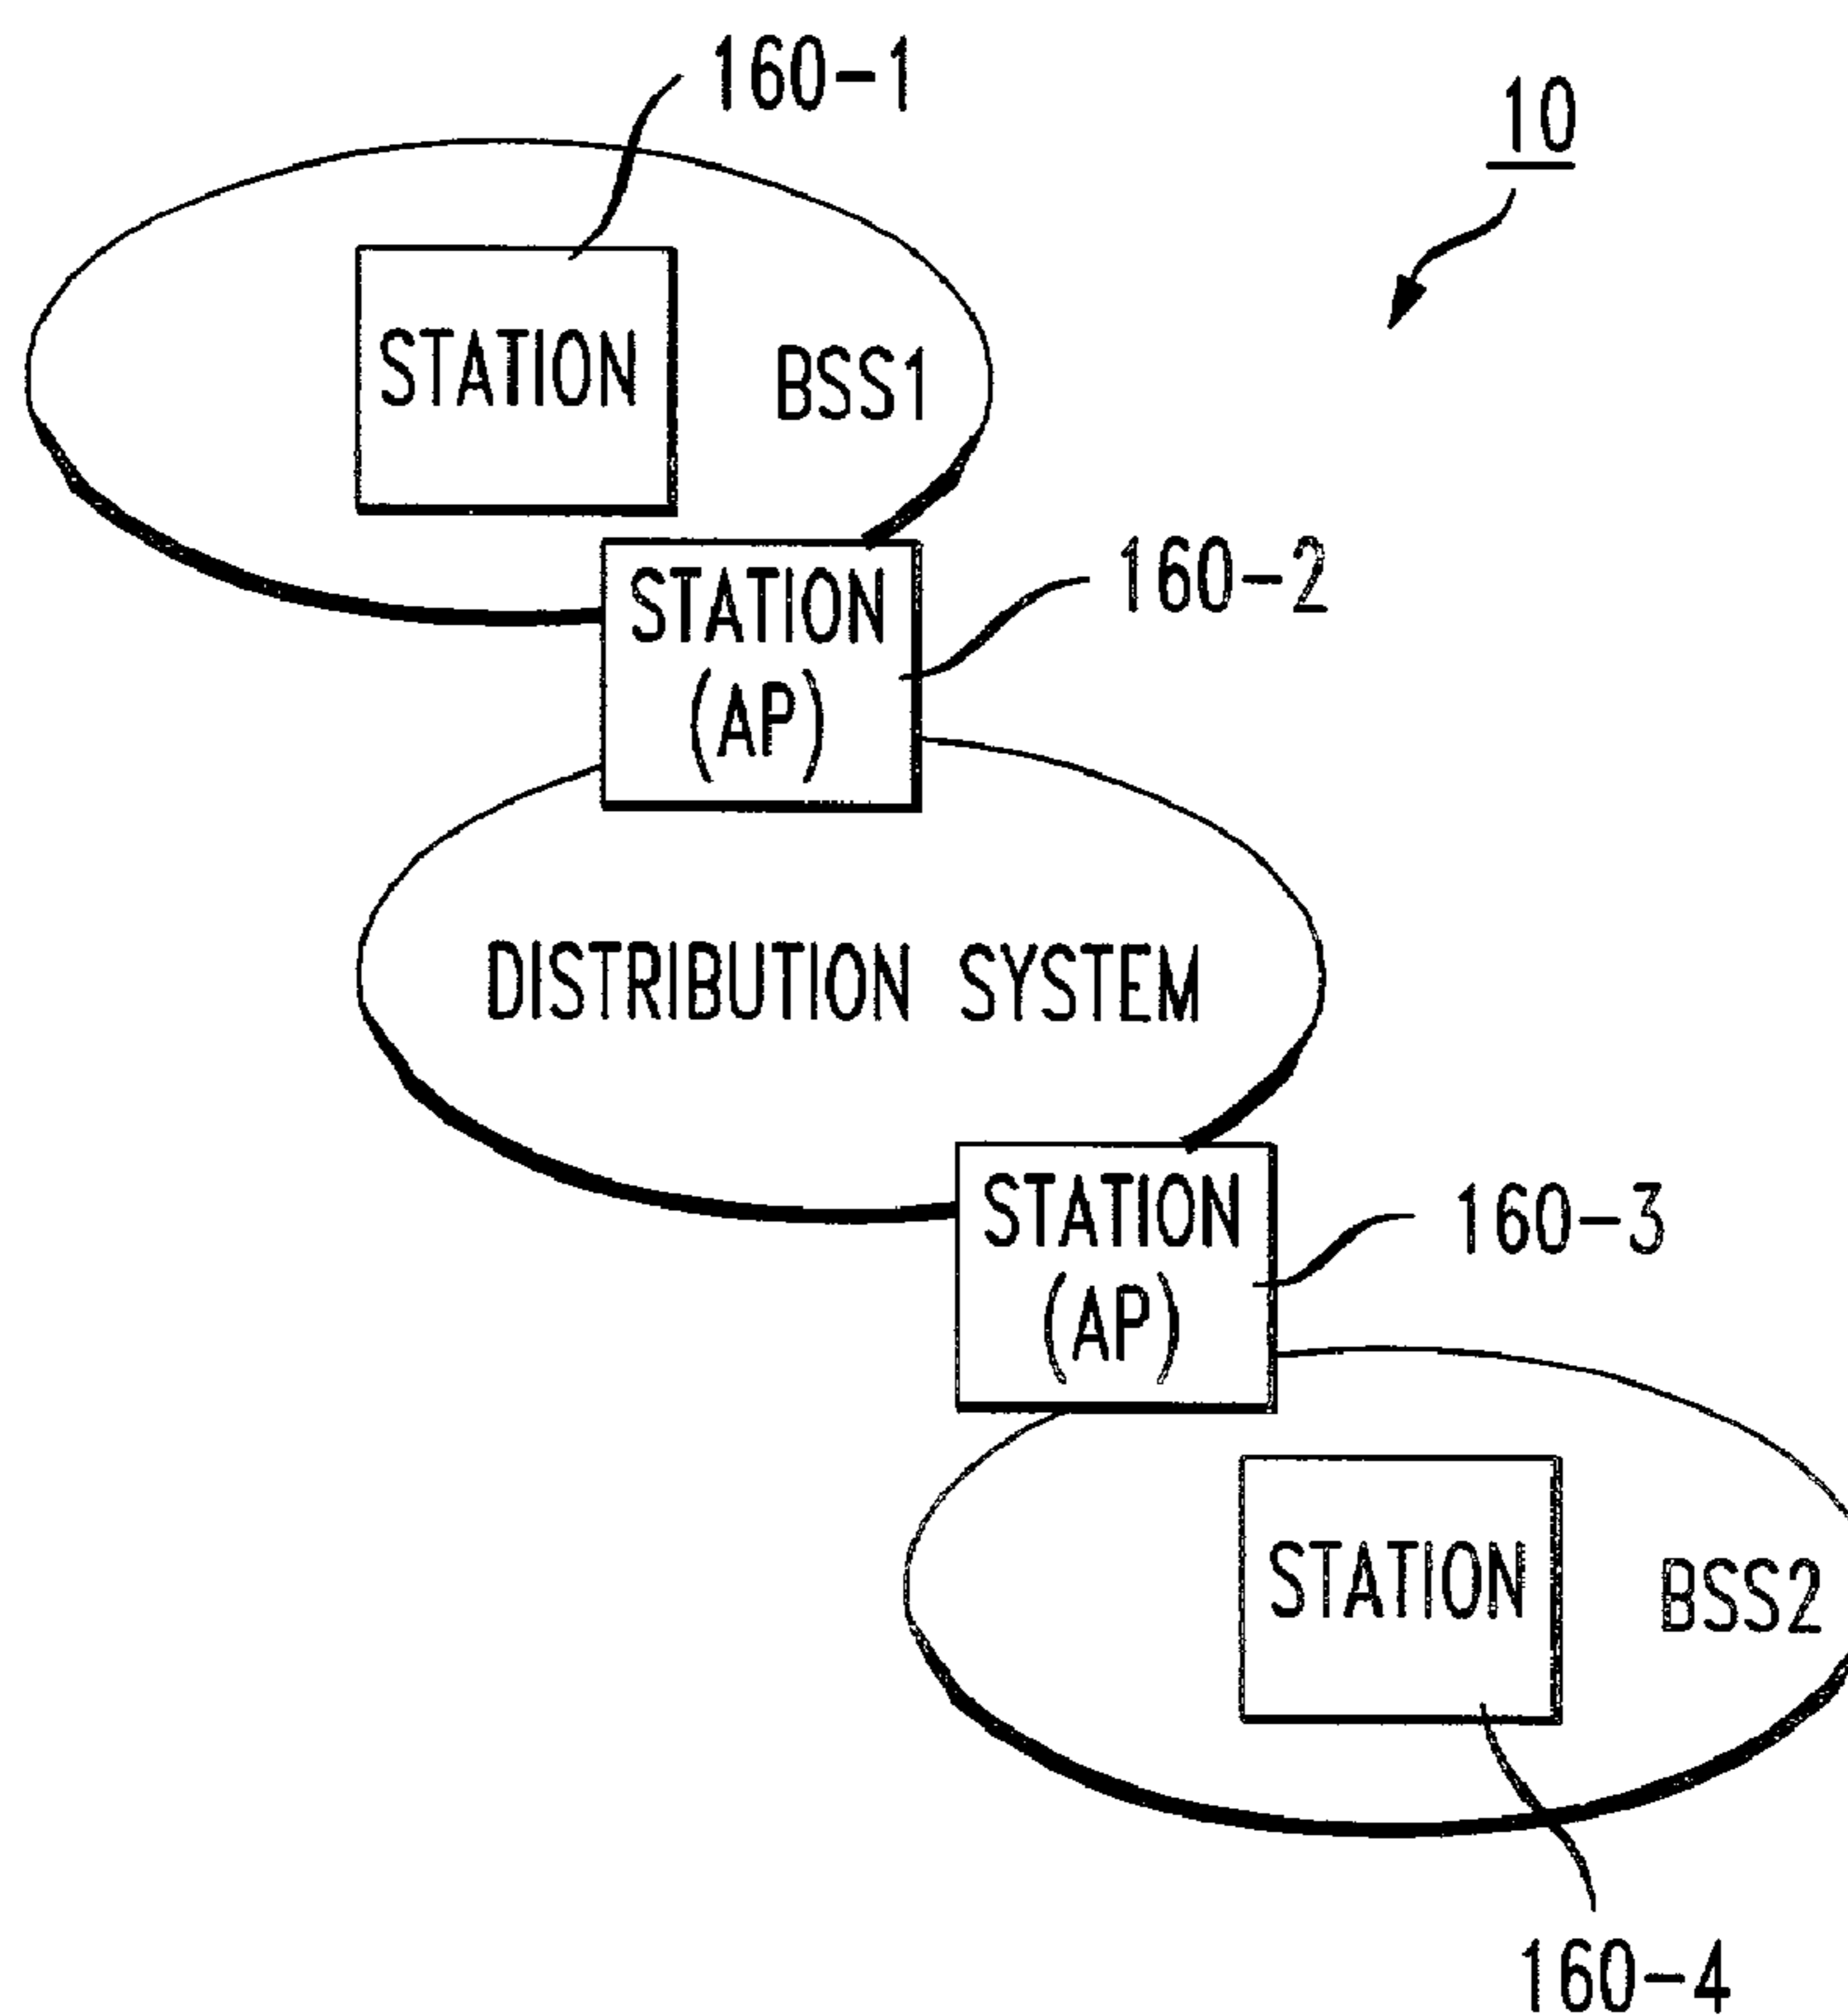 160-1
10
STATION
BSS1
160-2
STATION
(AP)
DISTRIBUTION SYSTEM
160-3
STATION
(AP)
STATION
BSS2
160-4